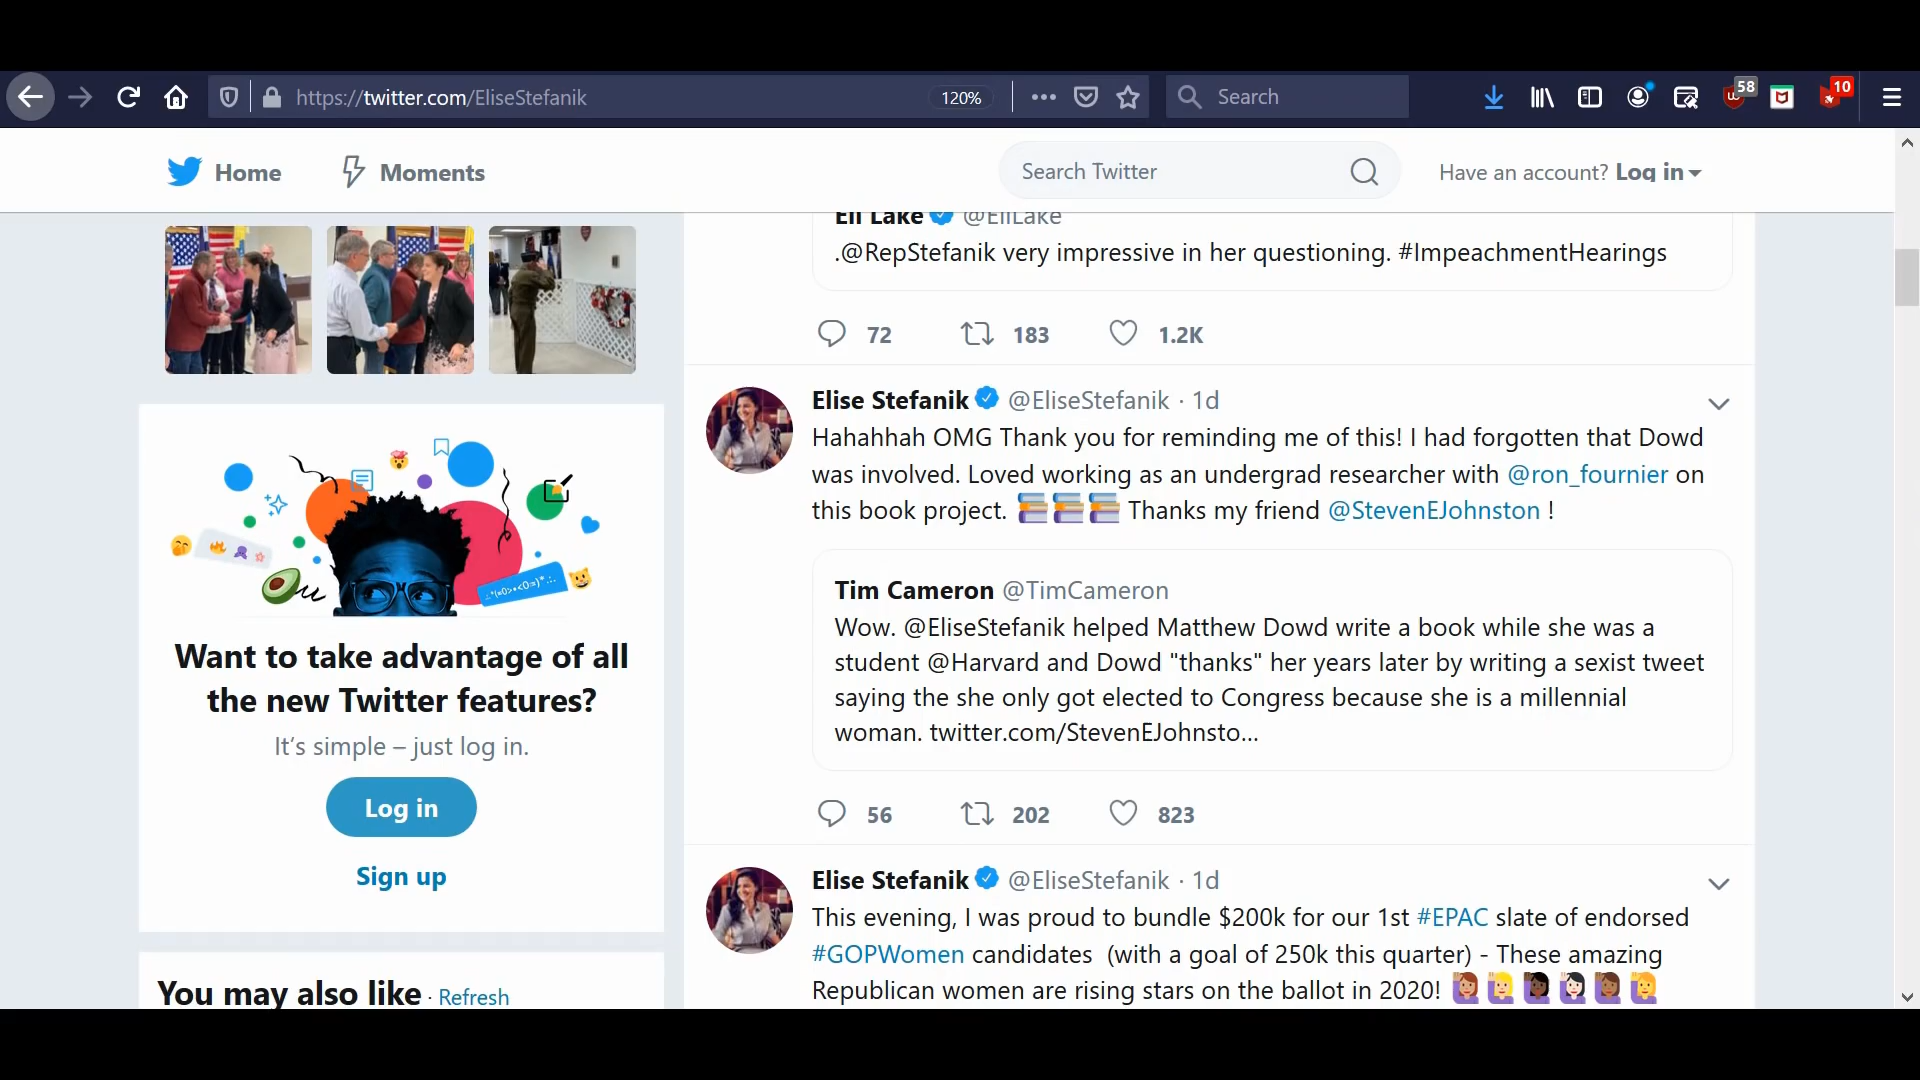 https://twitter.com/EliseStefanik
120%
Search
58
10
Home
Moments
Search Twitter
Have an account? Log in
Eli Lake @EliLake
.@RepStefanik very impressive in her questioning. #ImpeachmentHearings
72 183 1.2K
Elise Stefanik @EliseStefanik · 1d
Hahahhah OMG Thank you for reminding me of this! I had forgotten that Dowd
was involved. Loved working as an undergrad researcher with @ron_fournier on
this book project. 📚📚📚 Thanks my friend @StevenEJohnston !
Tim Cameron @TimCameron
Wow. @EliseStefanik helped Matthew Dowd write a book while she was a
student @Harvard and Dowd "thanks" her years later by writing a sexist tweet
saying the she only got elected to Congress because she is a millennial
woman. twitter.com/StevenEJohnsto...
56 202 823
Elise Stefanik @EliseStefanik · 1d
This evening, I was proud to bundle $200k for our 1st #EPAC slate of endorsed
#GOPWomen candidates (with a goal of 250k this quarter) - These amazing
Republican women are rising stars on the ballot in 2020!
Want to take advantage of all
the new Twitter features?
It's simple – just log in.
Log in
Sign up
You may also like · Refresh